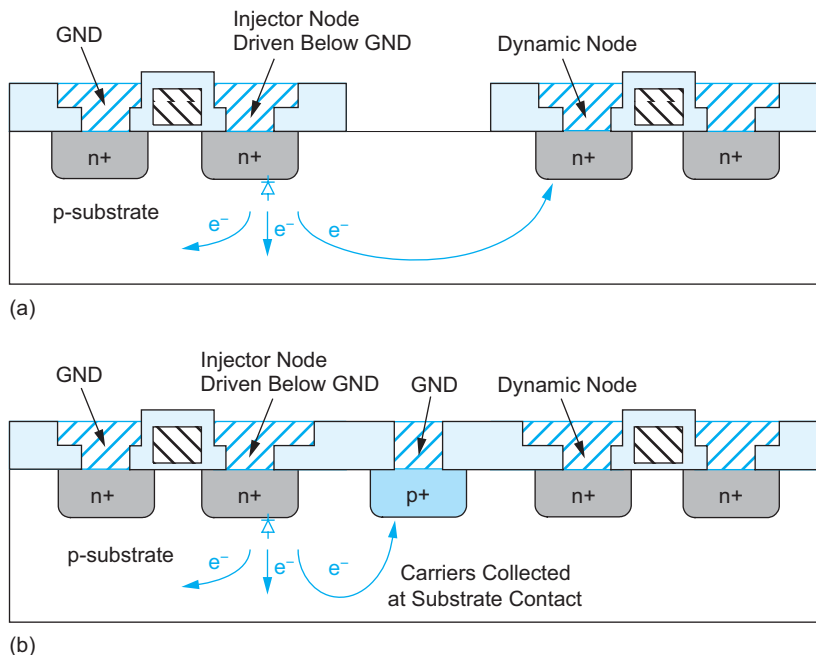 GND
Injector Node
Driven Below GND
Dynamic Node
n+
n+
n+
n+
p-substrate
e⁻
e⁻
e⁻
(a)
GND
Injector Node
Driven Below GND
GND
Dynamic Node
n+
n+
p+
n+
n+
p-substrate
e⁻
e⁻
e⁻
Carriers Collected
at Substrate Contact
(b)